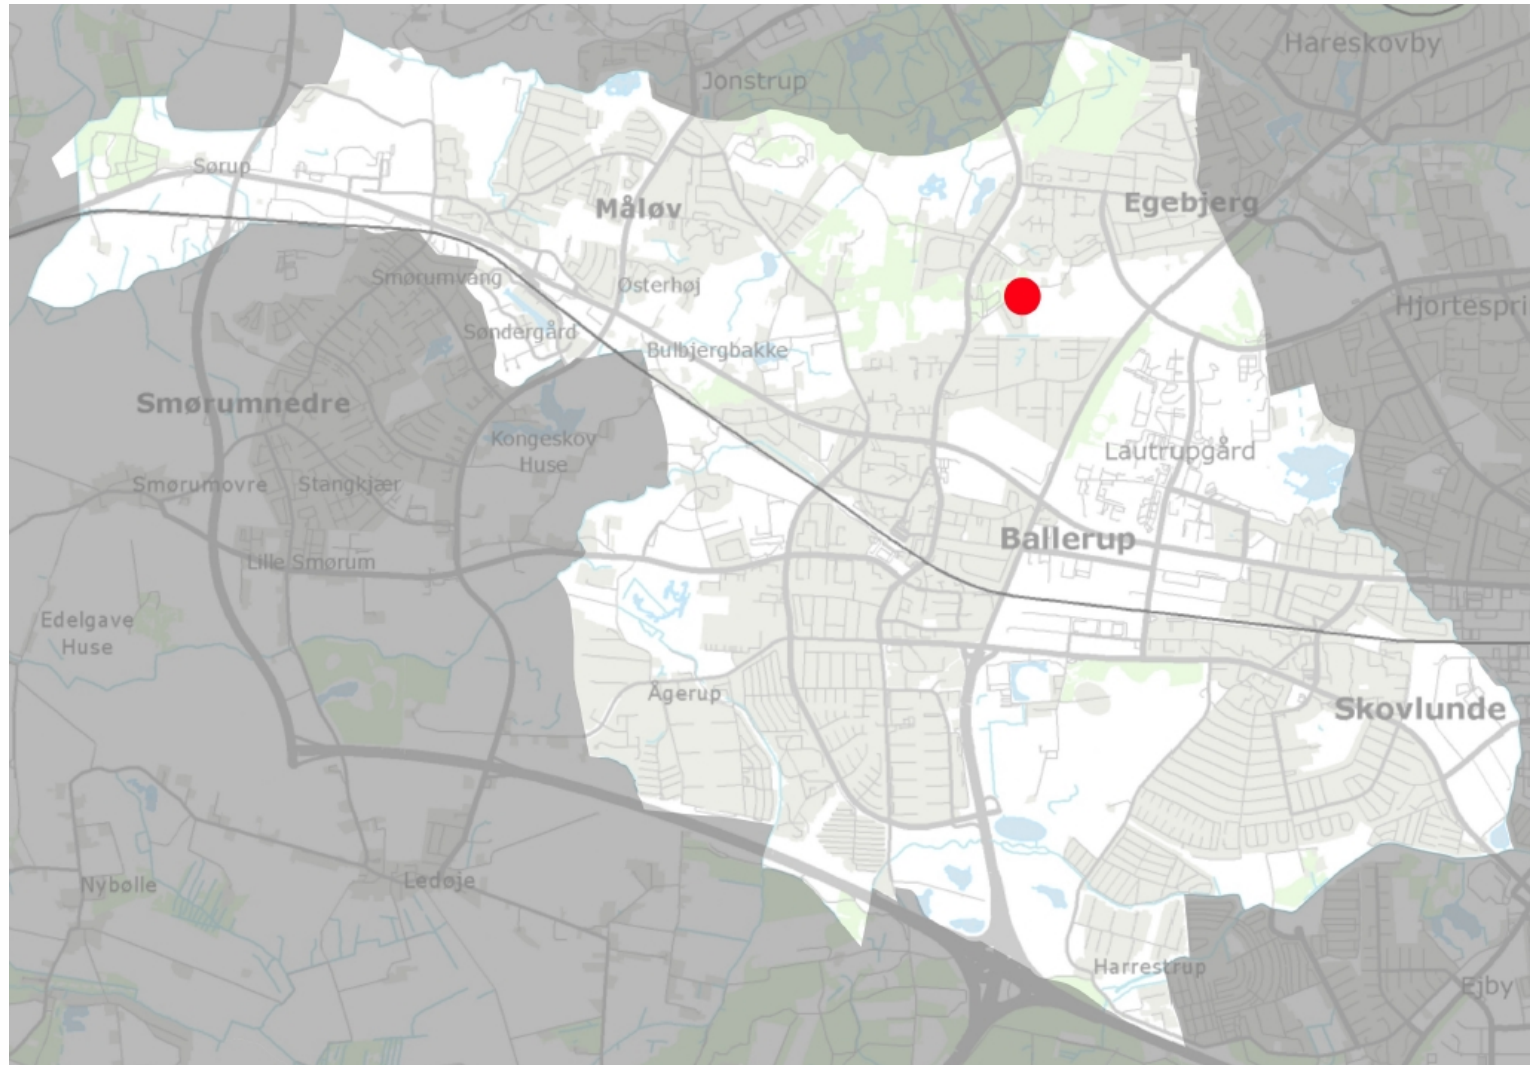 Hareskovby
Jonstrup
Sørup
Måløv
Egebjerg
Smørumvang
Østerhøj
Hjortespri
Søndergård
Bulbjergbakke
Smørumnedre
Kongeskov
Huse
Lautrupgård
Smørumovre
Stangkjær
Ballerup
Lille Smørum
Edelgave
Huse
Ågerup
Skovlunde
Nybølle
Ledøje
Harrestrup
Ejby